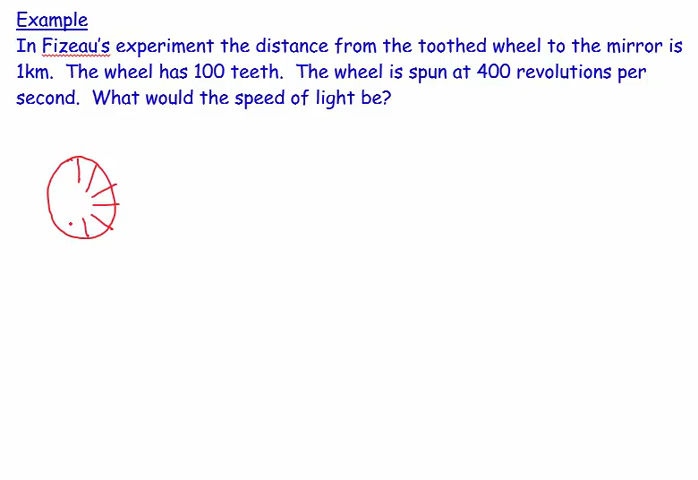 Example
In Fizeau's experiment the distance from the toothed wheel to the mirror is
1km. The wheel has 100 teeth. The wheel is spun at 400 revolutions per
second. What would the speed of light be?